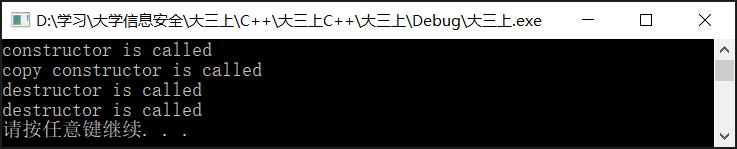 D:\学习\大学信息安全\大三上\C++\大三上C++\大三上\Debug\大三上.exe
constructor is called
copy constructor is called
destructor is called
destructor is called
请按任意键继续. . .